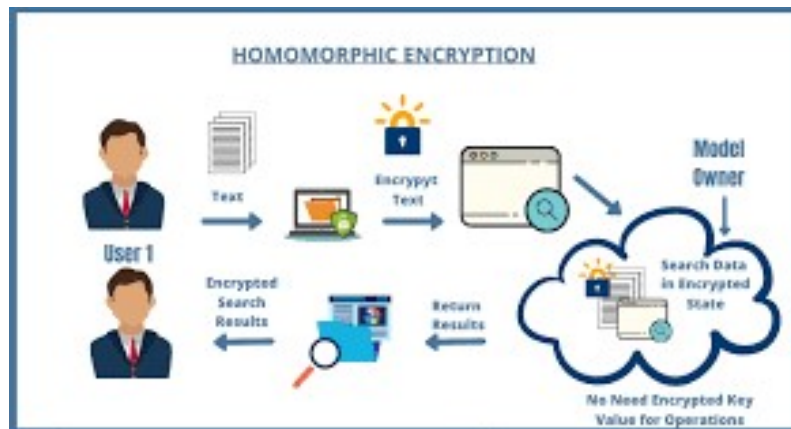 HOMOMORPHIC ENCRYPTION
Text
Encrypyt
Text
Model
Owner
User 1
Search Data
in Encrypted
State
Encrypted
Search
Results
Return
Results
No Need Encrypted Key
Value for Operations